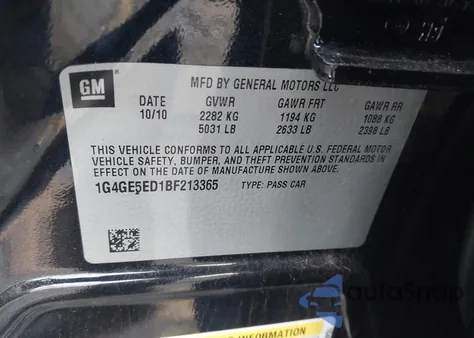 GM
MFD BY GENERAL MOTORS LLC
DATE GVWR GAWR FRT GAWR RR
10/10 2282 KG 1194 KG 1088 KG
5031 LB 2633 LB 2398 LB
THIS VEHICLE CONFORMS TO ALL APPLICABLE U.S. FEDERAL MOTOR
VEHICLE SAFETY, BUMPER, AND THEFT PREVENTION STANDARDS IN
EFFECT ON THE DATE OF MANUFACTURE SHOWN ABOVE.
1G4GE5ED1BF213365 TYPE: PASS CAR
INFORMATION